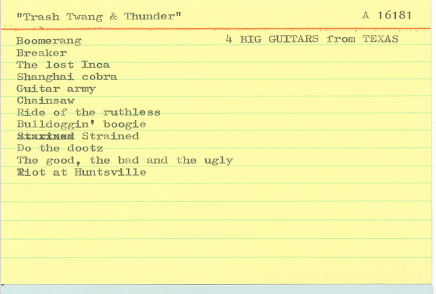 "Trash Twang & Thunder" A 16181
Boomerang 4 BIG GUITARS from TEXAS
Breaker
The lost Inca
Shanghai cobra
Guitar army
Chainsaw
Ride of the ruthless
Bulldoggin' boogie
Strained
Do the dootz
The good, the bad and the ugly
Riot at Huntsville